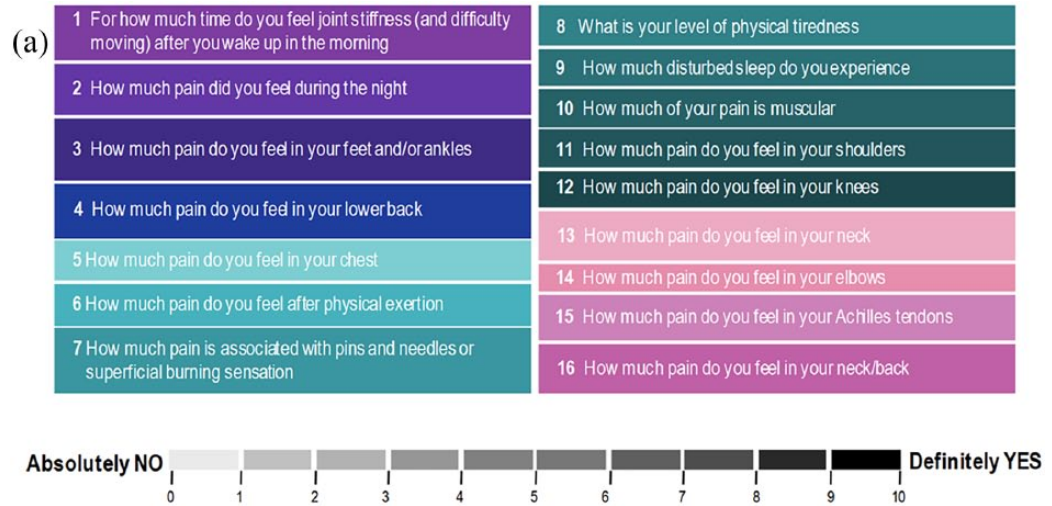 (a)
1 For how much time do you feel joint stiffness (and difficulty
moving) after you wake up in the morning
2 How much pain did you feel during the night
3 How much pain do you feel in your feet and/or ankles
4 How much pain do you feel in your lower back
5 How much pain do you feel in your chest
6 How much pain do you feel after physical exertion
7 How much pain is associated with pins and needles or
superficial burning sensation
8 What is your level of physical tiredness
9 How much disturbed sleep do you experience
10 How much of your pain is muscular
11 How much pain do you feel in your shoulders
12 How much pain do you feel in your knees
13 How much pain do you feel in your neck
14 How much pain do you feel in your elbows
15 How much pain do you feel in your Achilles tendons
16 How much pain do you feel in your neck/back
Absolutely NO Definitely YES
0 1 2 3 4 5 6 7 8 9 10